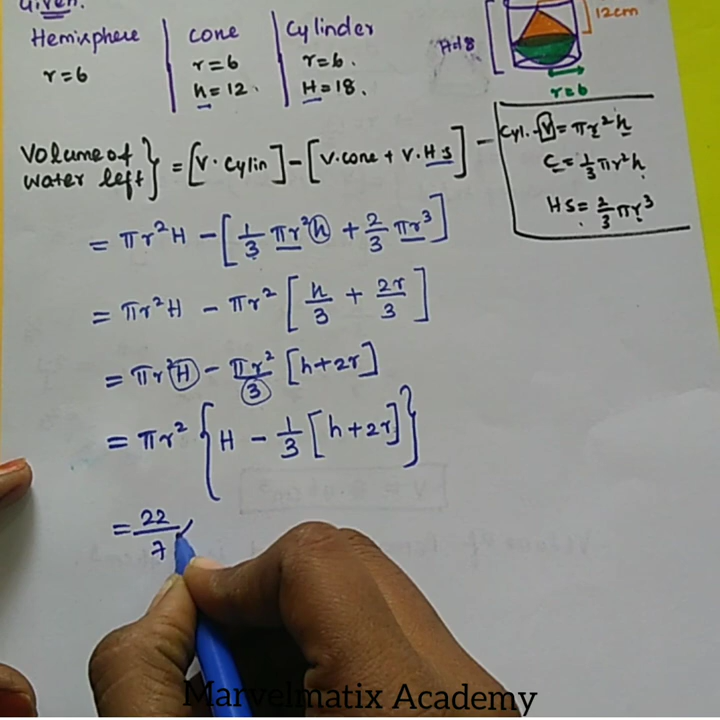 Given:
Hemisphere | cone | Cylinder
r=6 | r=6 | r=6.
h=12. | H=18.
12cm
r=6
Volume of water left } = [V. Cylin] - [V.cone + V.HS]
Cyl. - V = πr²h
C = 1/3 πr²h
HS = 2/3 πr³
= πr²H - [1/3 πr²h + 2/3 πr³]
= πr²H - πr² [h/3 + 2r/3]
= πr²H - πr²/3 [h+2r]
= πr² {H - 1/3 [h+2r]}
= 22/7
Marvelmatix Academy